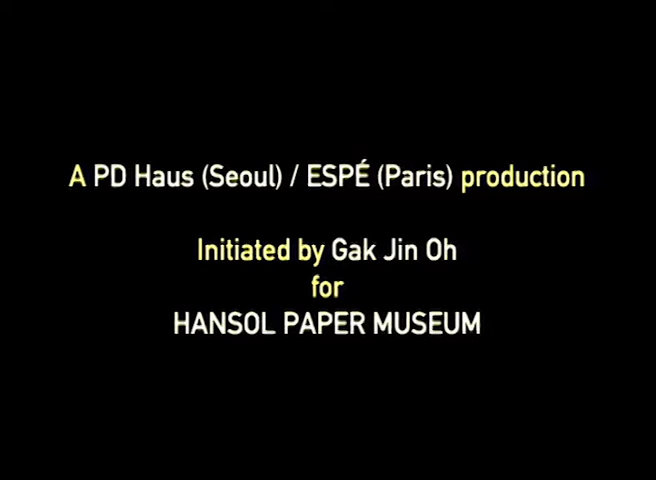 A PD Haus (Seoul) / ESPÉ (Paris) production
Initiated by Gak Jin Oh
for
HANSOL PAPER MUSEUM